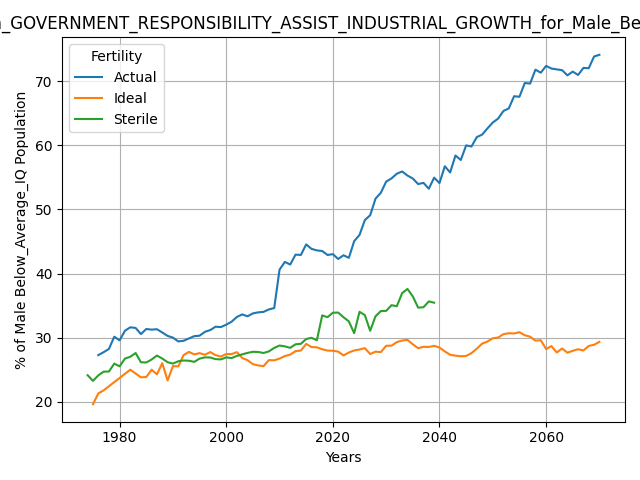 _GOVERNMENT_RESPONSIBILITY_ASSIST_INDUSTRIAL_GROWTH_for_Male_Be
Fertility
Actual
Ideal
Sterile
% of Male Below_Average_IQ Population
70
60
50
40
30
20
1980
2000
2020
2040
2060
Years